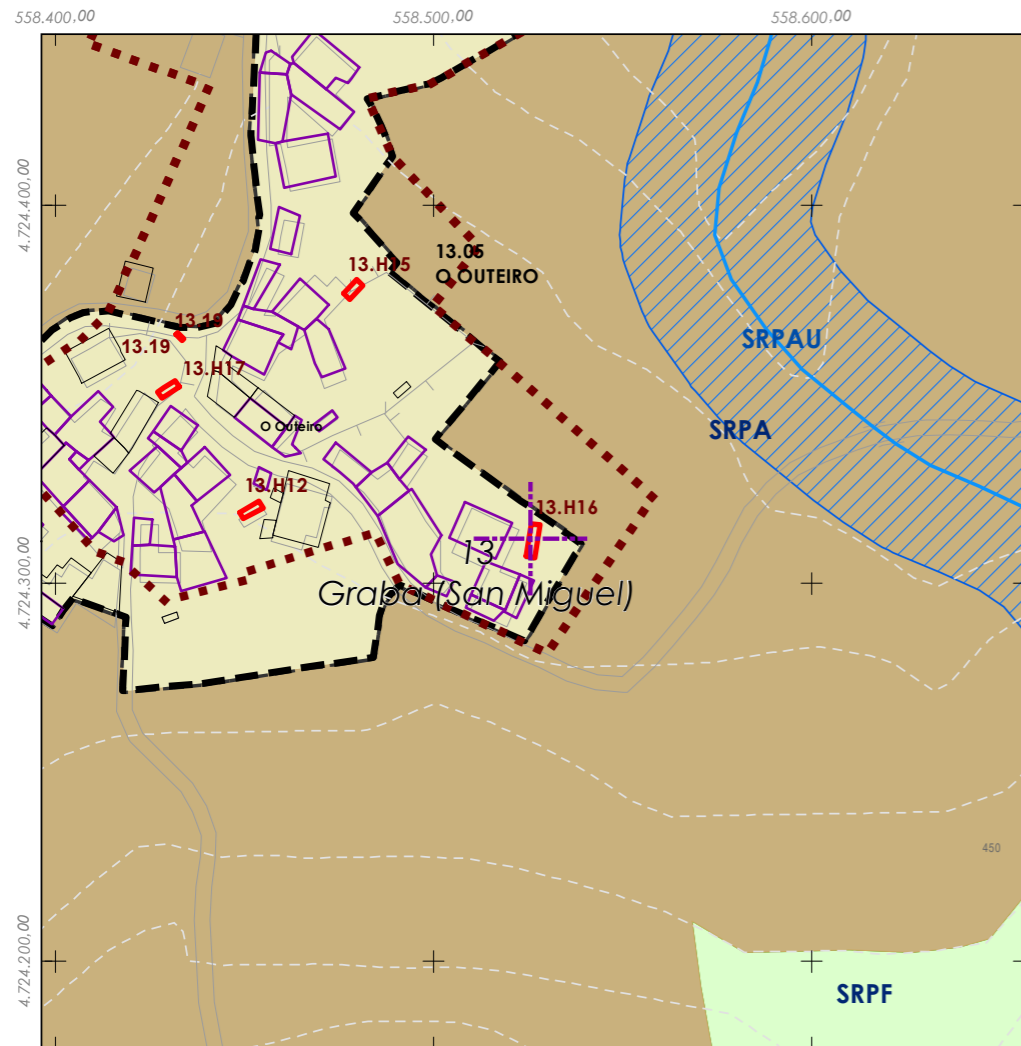 558.400,00
558.500,00
558.600,00
4.724.400,00
4.724.300,00
4.724.200,00
13.05
O OUTEIRO
13.H15
13.18
13.19
13.H17
O Outeiro
13.H12
13.H16
13
Graba (San Miguel)
SRPAU
SRPA
450
SRPF